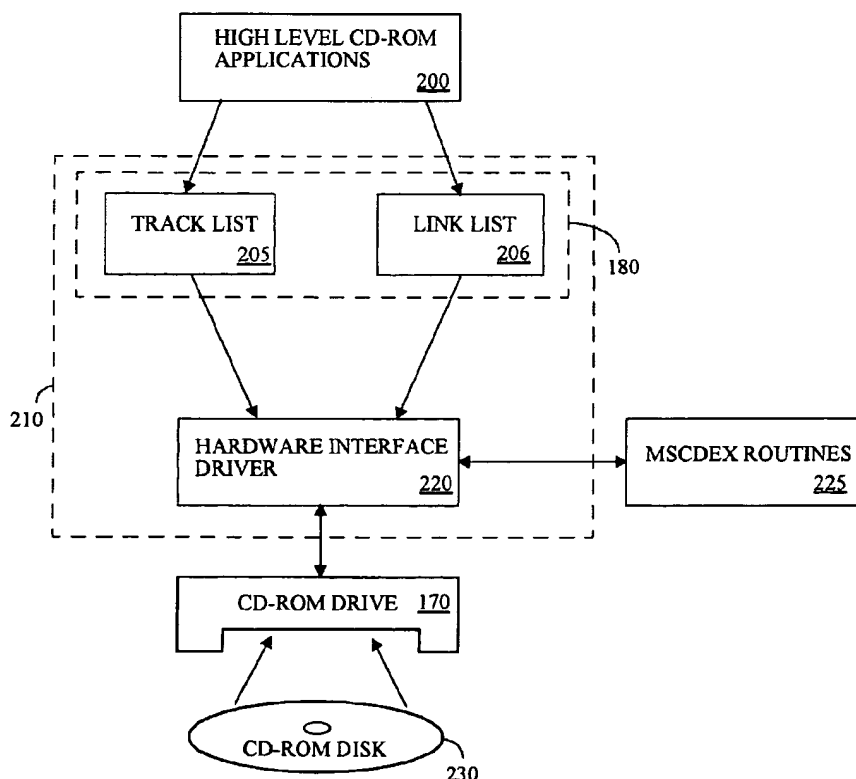 HIGH LEVEL CD-ROM
APPLICATIONS
200
TRACK LIST
205
LINK LIST
206
180
210
HARDWARE INTERFACE
DRIVER
220
MSCDEX ROUTINES
225
CD-ROM DRIVE 170
CD-ROM DISK
230